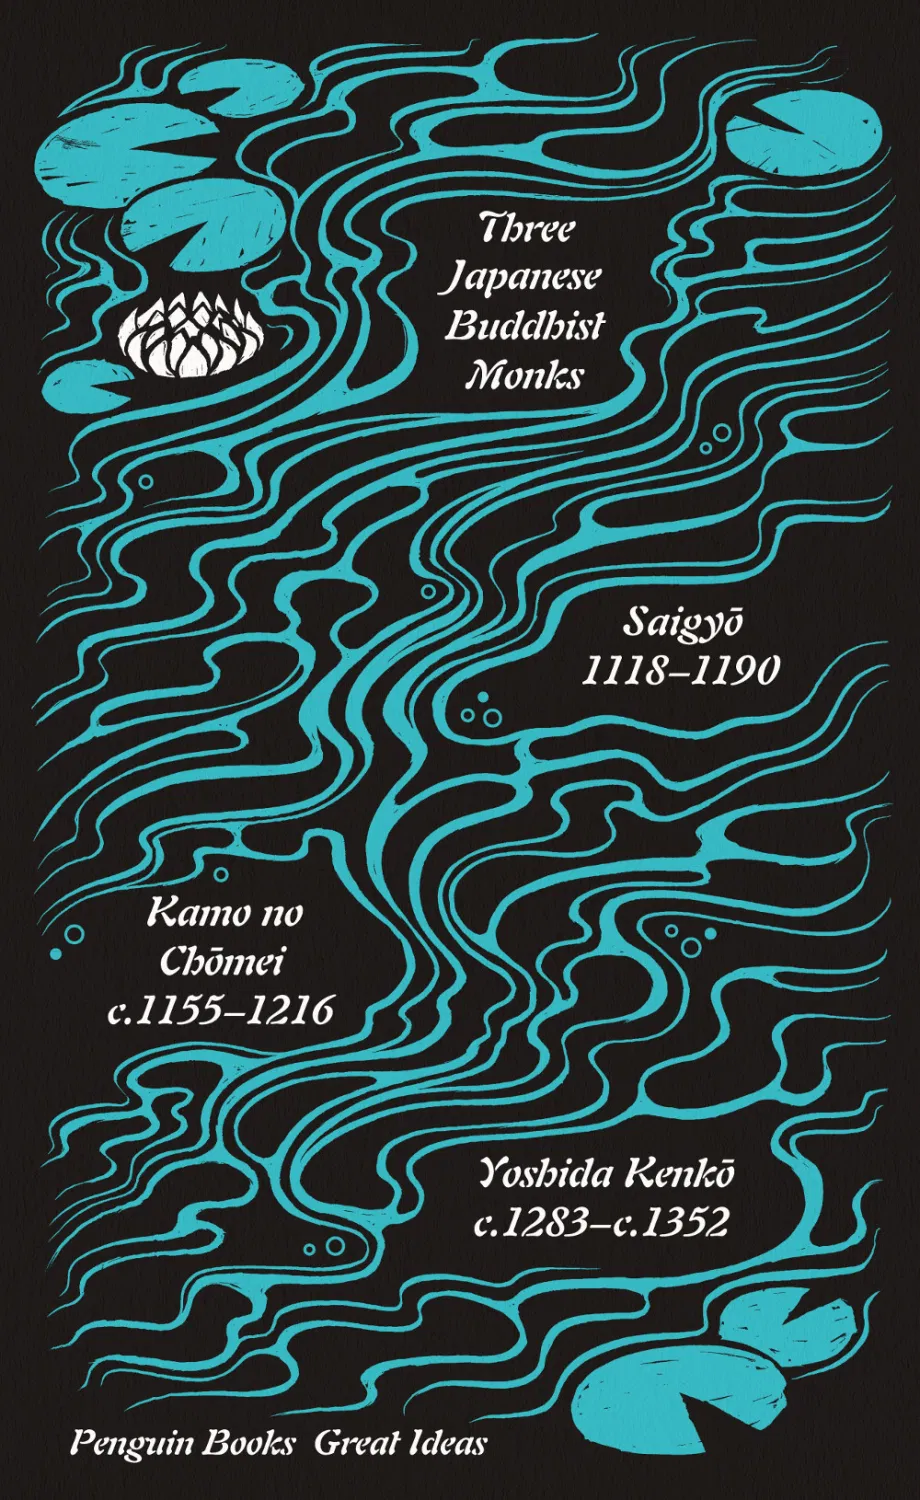 Three
Japanese
Buddhist
Monks
Saigyō
1118–1190
Kamo no
Chōmei
c.1155–1216
Yoshida Kenkō
c.1283–c.1352
Penguin Books Great Ideas